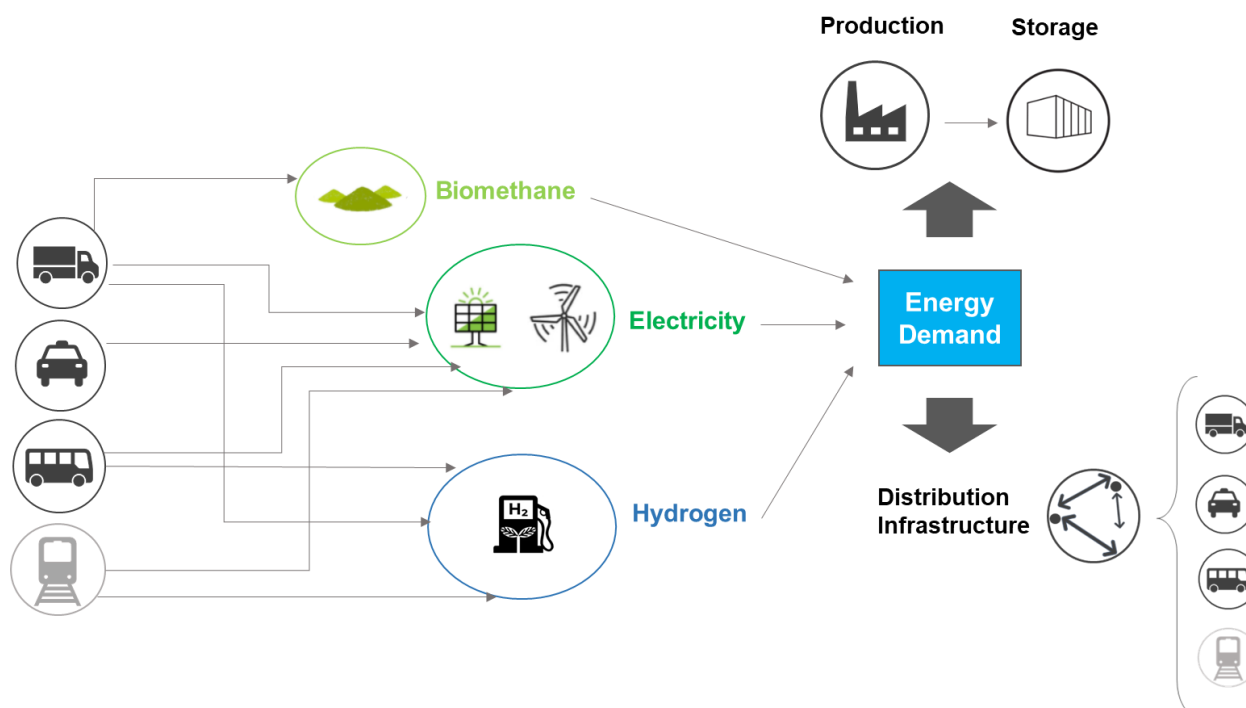 Production
Storage
Biomethane
Energy
Demand
Electricity
H₂
Hydrogen
Distribution
Infrastructure